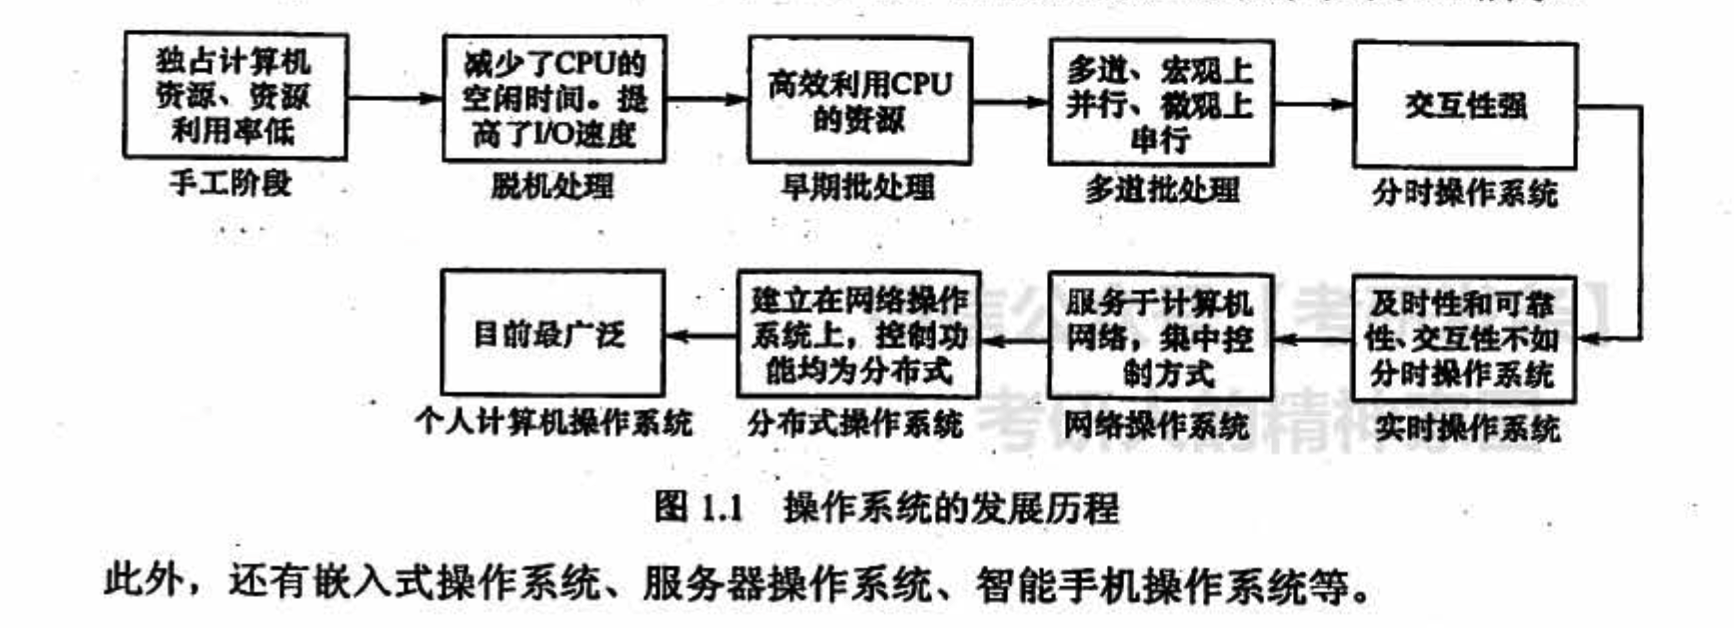 独占计算机
资源、资源
利用率低
手工阶段
减少了CPU的
空闲时间。提
高了I/O速度
脱机处理
高效利用CPU
的资源
早期批处理
多道、宏观上
并行、微观上
串行
多道批处理
交互性强
分时操作系统
及时性和可靠
性、交互性不如
分时操作系统
实时操作系统
服务于计算机
网络，集中控
制方式
网络操作系统
建立在网络操作
系统上，控制功
能均为分布式
分布式操作系统
目前最广泛
个人计算机操作系统
图 1.1 操作系统的发展历程
此外，还有嵌入式操作系统、服务器操作系统、智能手机操作系统等。